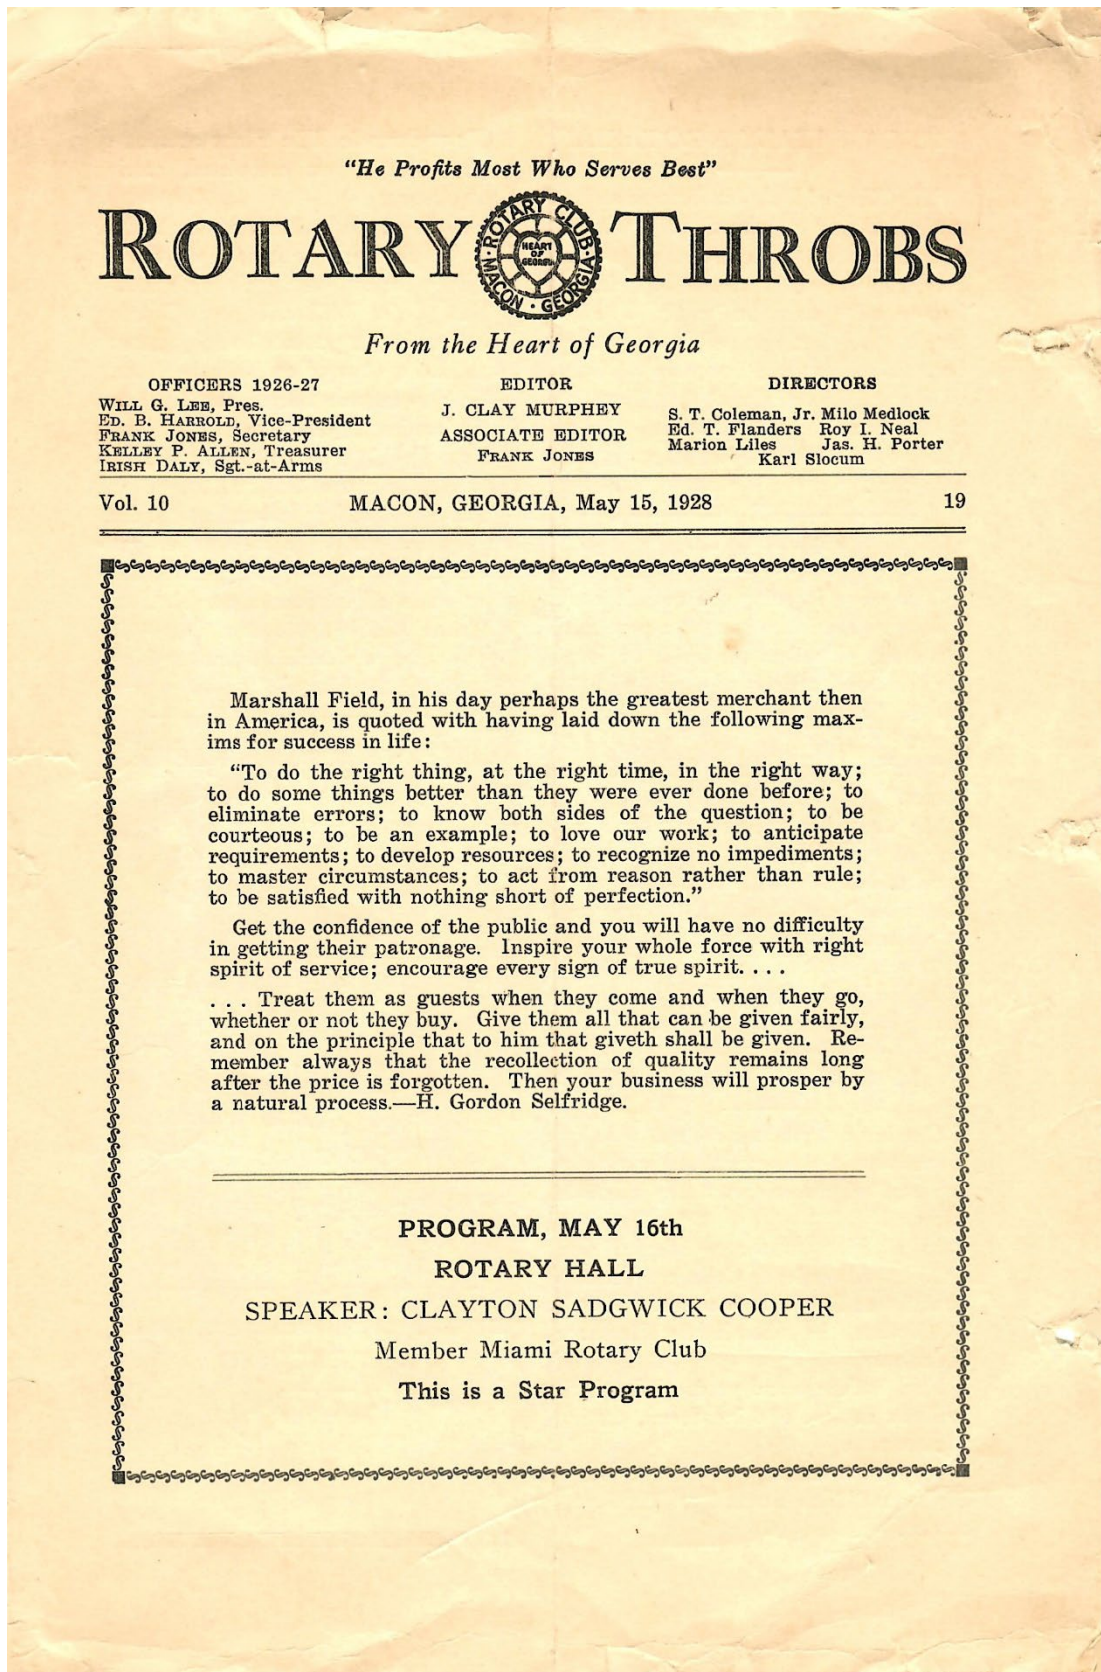 "He Profits Most Who Serves Best"
ROTARY THROBS
ROTARY CLUB · MACON · GEORGIA ·
HEART
OF
GEORGIA
From the Heart of Georgia
OFFICERS 1926-27
WILL G. LEE, Pres.
ED. B. HARROLD, Vice-President
FRANK JONES, Secretary
KELLEY P. ALLEN, Treasurer
IRISH DALY, Sgt.-at-Arms
EDITOR
J. CLAY MURPHEY
ASSOCIATE EDITOR
FRANK JONES
DIRECTORS
S. T. Coleman, Jr. Milo Medlock
Ed. T. Flanders Roy I. Neal
Marion Liles Jas. H. Porter
Karl Slocum
Vol. 10 MACON, GEORGIA, May 15, 1928 19
Marshall Field, in his day perhaps the greatest merchant then
in America, is quoted with having laid down the following max-
ims for success in life:
"To do the right thing, at the right time, in the right way;
to do some things better than they were ever done before; to
eliminate errors; to know both sides of the question; to be
courteous; to be an example; to love our work; to anticipate
requirements; to develop resources; to recognize no impediments;
to master circumstances; to act from reason rather than rule;
to be satisfied with nothing short of perfection."
Get the confidence of the public and you will have no difficulty
in getting their patronage. Inspire your whole force with right
spirit of service; encourage every sign of true spirit. . . .
. . . Treat them as guests when they come and when they go,
whether or not they buy. Give them all that can be given fairly,
and on the principle that to him that giveth shall be given. Re-
member always that the recollection of quality remains long
after the price is forgotten. Then your business will prosper by
a natural process.—H. Gordon Selfridge.
PROGRAM, MAY 16th
ROTARY HALL
SPEAKER: CLAYTON SADGWICK COOPER
Member Miami Rotary Club
This is a Star Program